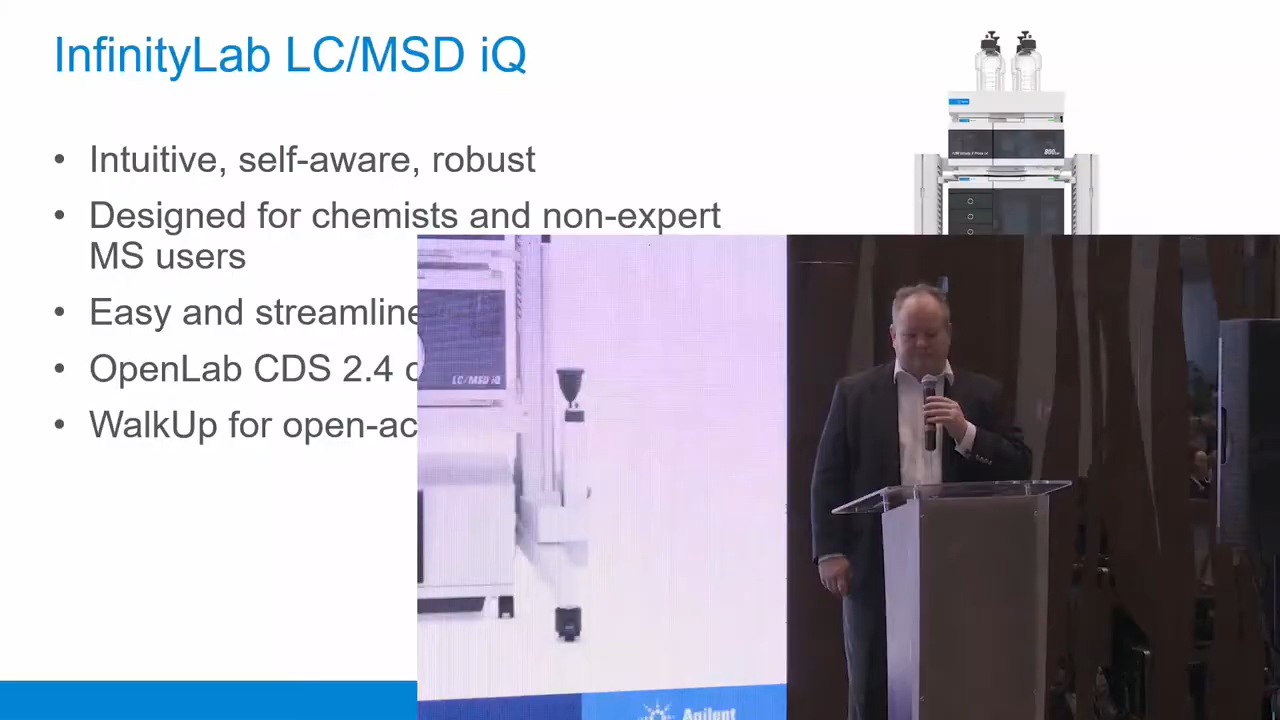 InfinityLab LC/MSD iQ
• Intuitive, self-aware, robust
• Designed for chemists and non-expert
MS users
• Easy and streamline
• OpenLab CDS 2.4
• WalkUp for open-ac
LC/MSD iQ
Agilent